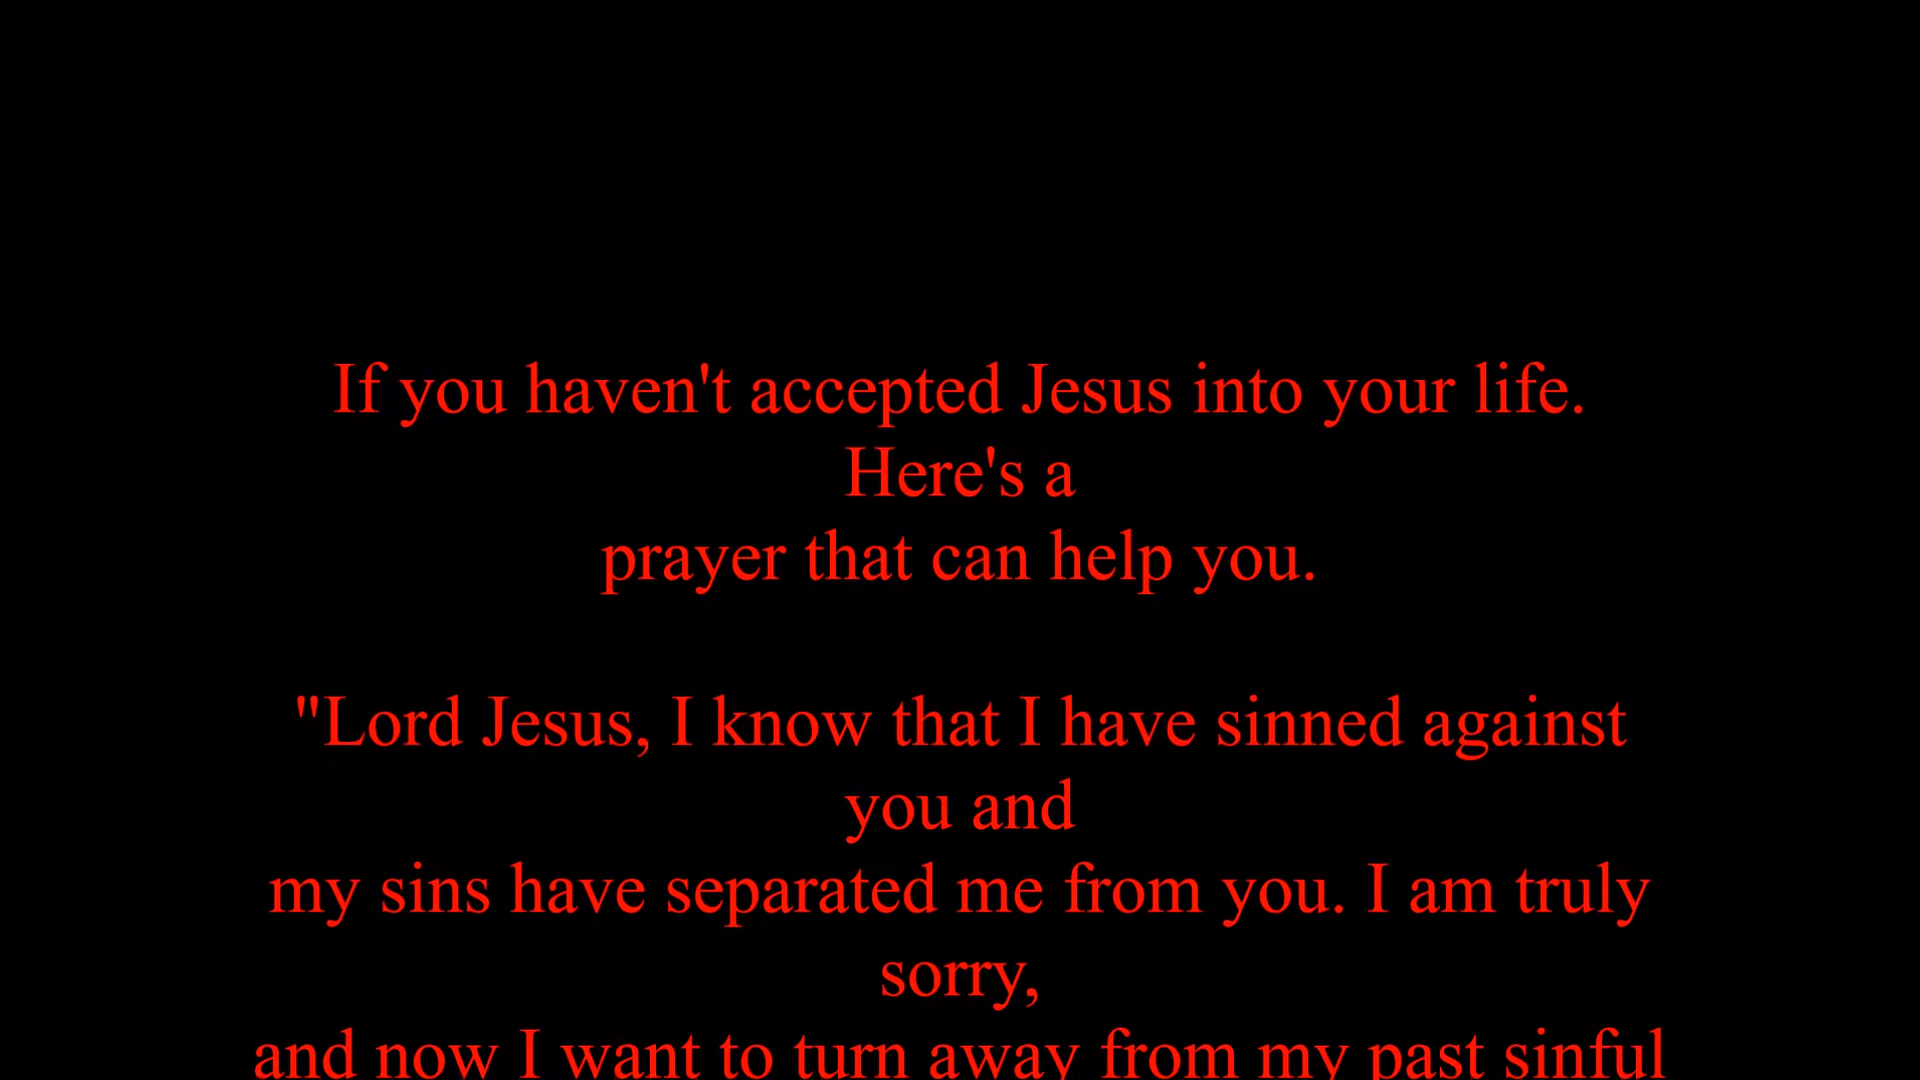 If you haven't accepted Jesus into your life.
Here's a
prayer that can help you.
"Lord Jesus, I know that I have sinned against
you and
my sins have separated me from you. I am truly
sorry,
and now I want to turn away from my past sinful